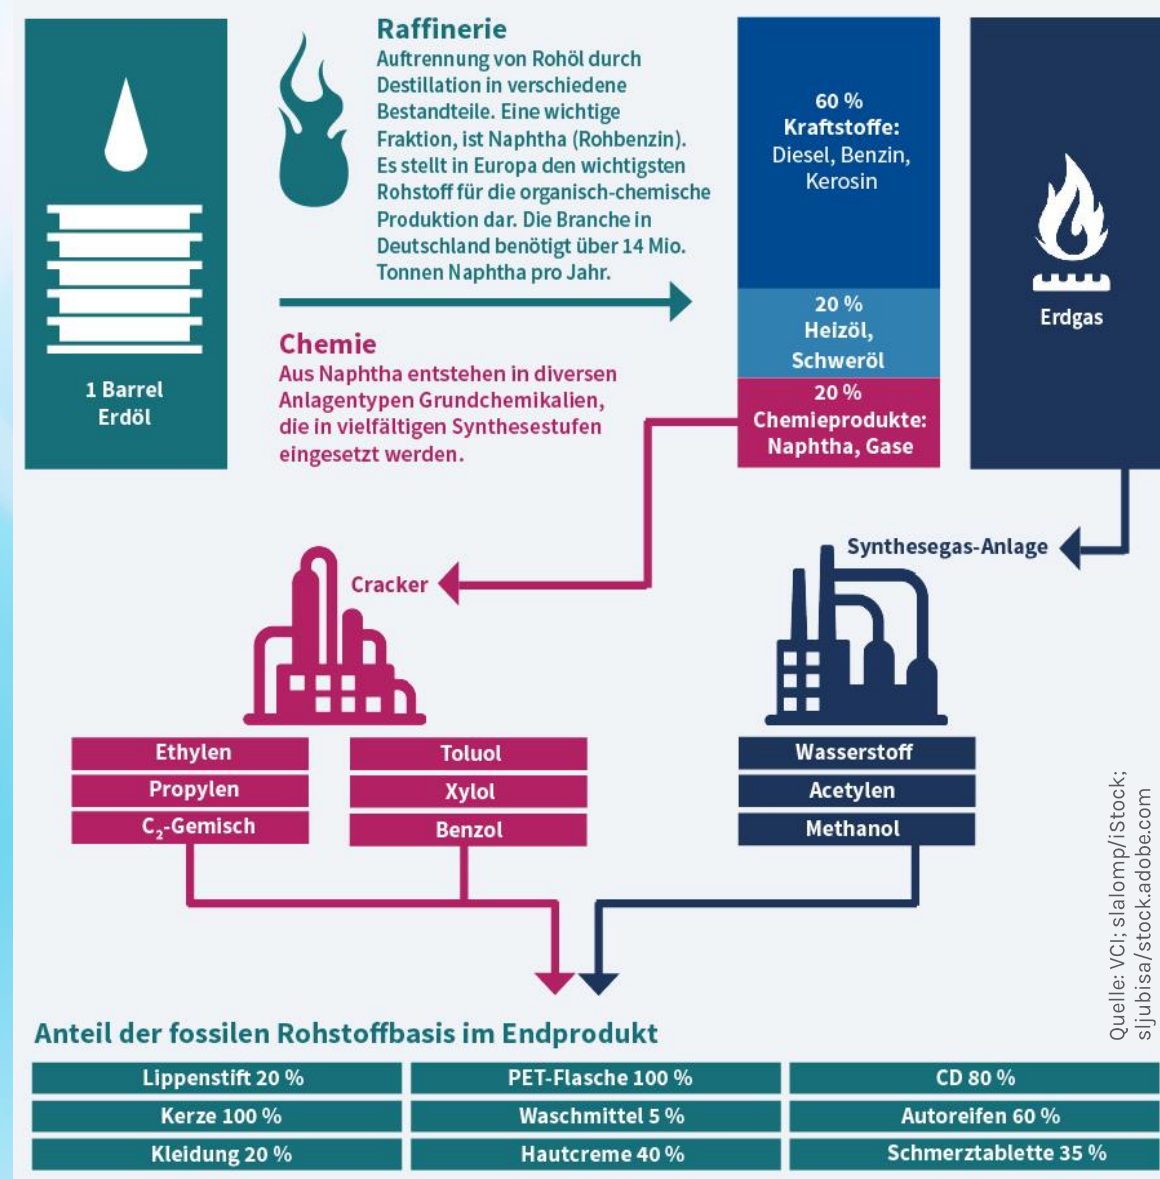 Raffinerie
Auftrennung von Rohöl durch
Destillation in verschiedene
Bestandteile. Eine wichtige
Fraktion, ist Naphtha (Rohbenzin).
Es stellt in Europa den wichtigsten
Rohstoff für die organisch-chemische
Produktion dar. Die Branche in
Deutschland benötigt über 14 Mio.
Tonnen Naphtha pro Jahr.
1 Barrel
Erdöl
Chemie
Aus Naphtha entstehen in diversen
Anlagentypen Grundchemikalien,
die in vielfältigen Synthesestufen
eingesetzt werden.
60 %
Kraftstoffe:
Diesel, Benzin,
Kerosin
20 %
Heizöl,
Schweröl
20 %
Chemieprodukte:
Naphtha, Gase
Erdgas
Cracker
Synthesegas-Anlage
Ethylen
Propylen
C₂-Gemisch
Toluol
Xylol
Benzol
Wasserstoff
Acetylen
Methanol
Quelle: VCI; slalomp/iStock;
sljubisa/stock.adobe.com
Anteil der fossilen Rohstoffbasis im Endprodukt
Lippenstift 20 %
PET-Flasche 100 %
CD 80 %
Kerze 100 %
Waschmittel 5 %
Autoreifen 60 %
Kleidung 20 %
Hautcreme 40 %
Schmerztablette 35 %